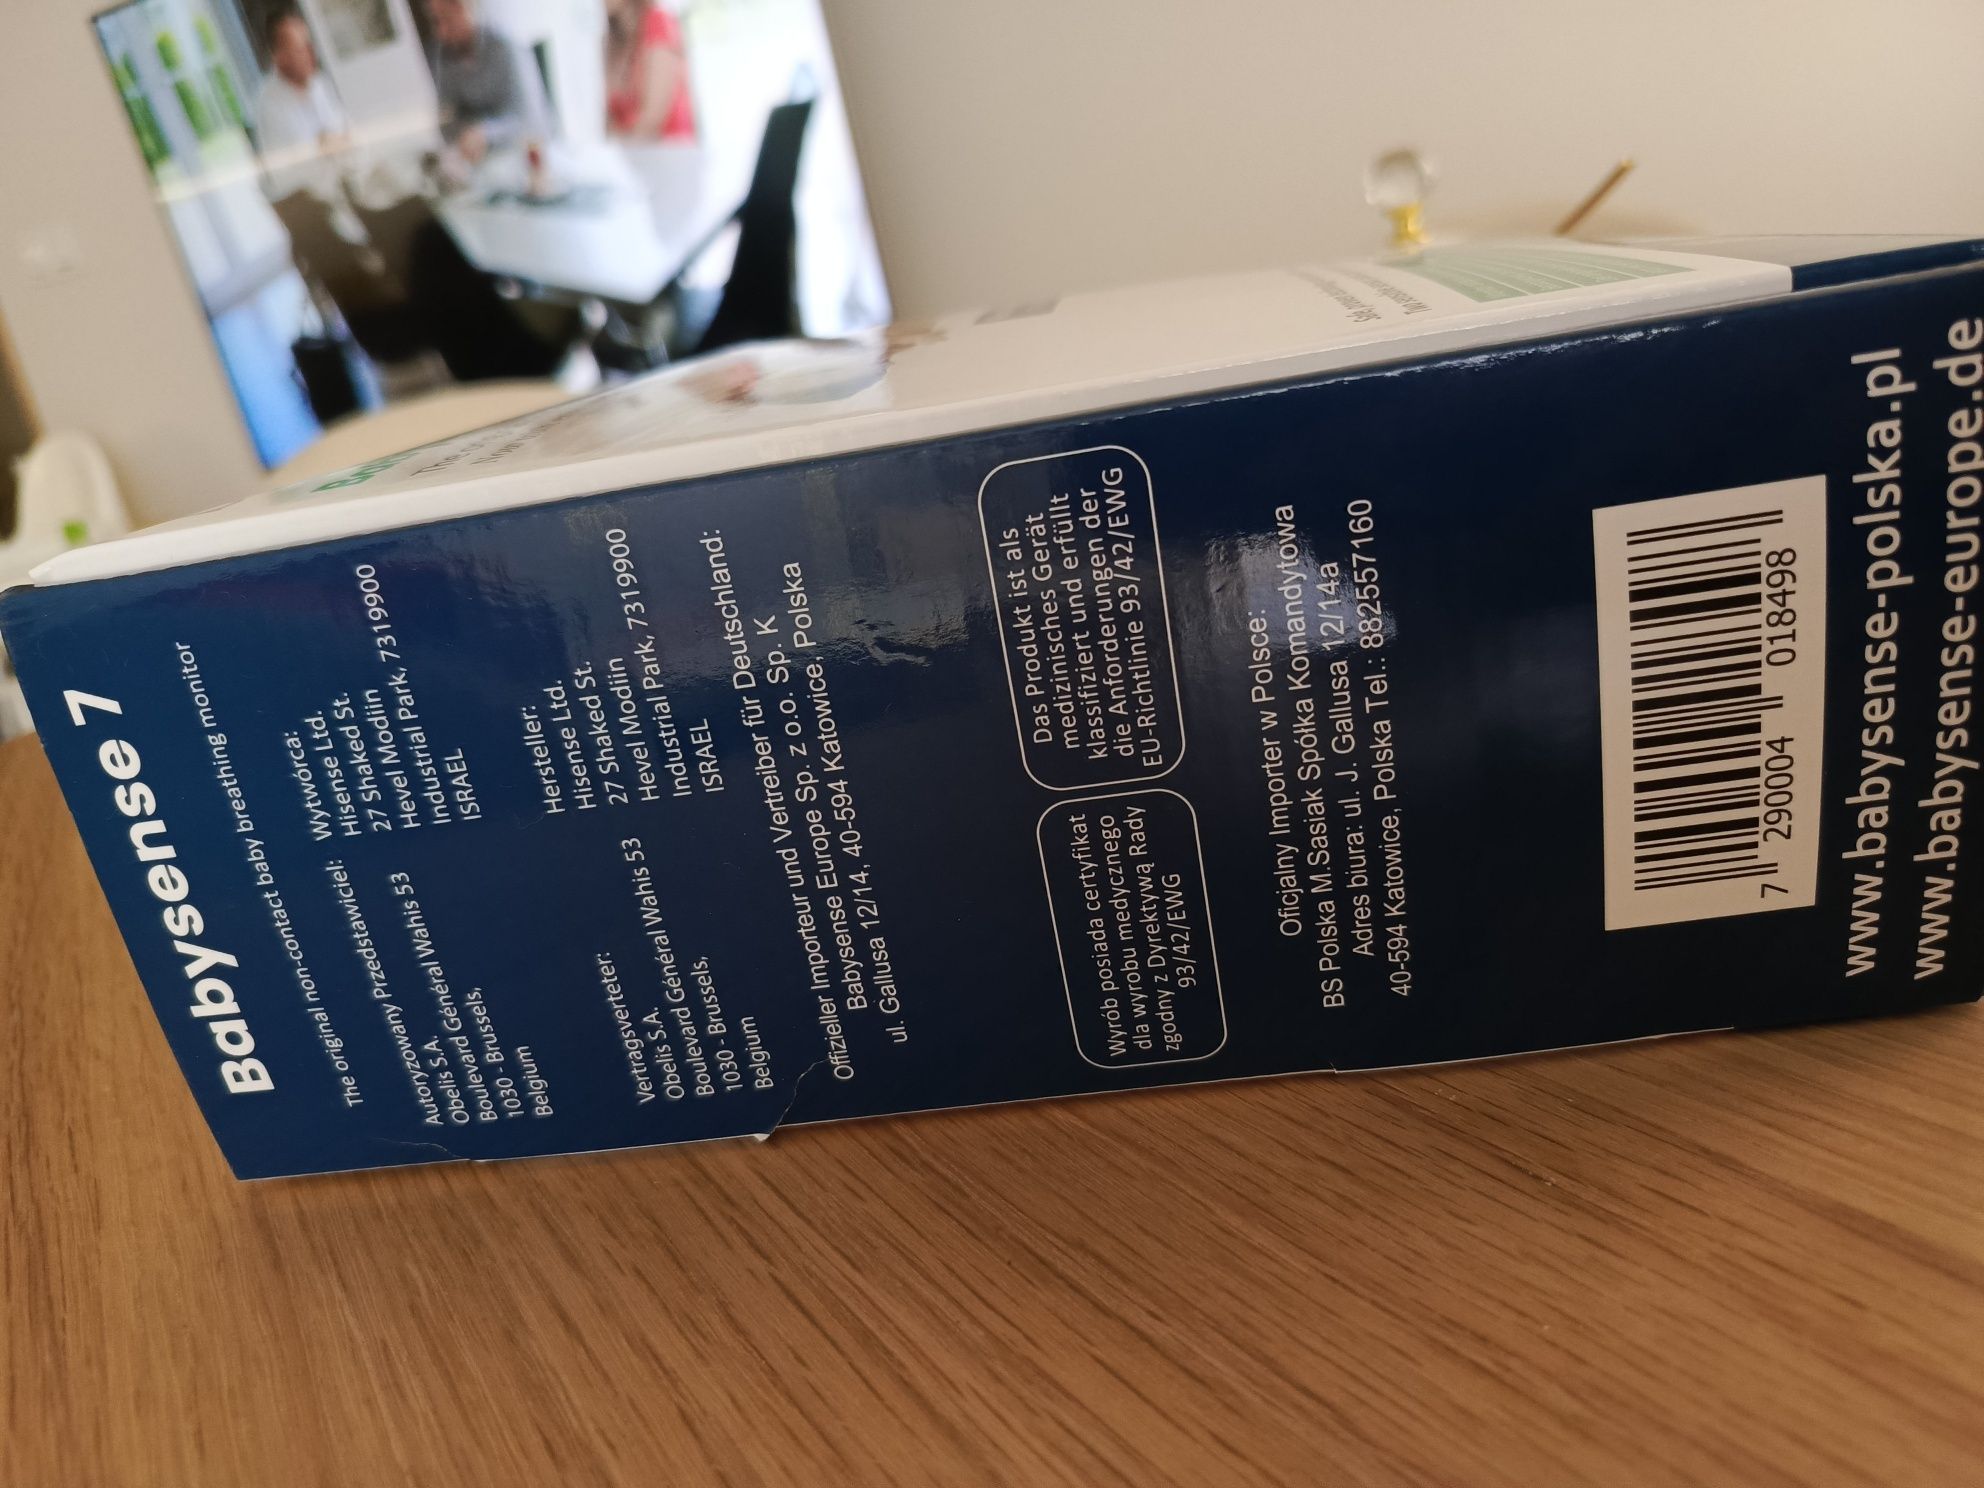 Babysense 7
The original non-contact baby breathing monitor
Autoryzowany Przedstawiciel:
Obelis S.A.
Boulevard Général Wahis 53
1030 - Brussels,
Belgium
Wytwórca:
Hisense Ltd.
27 Shaked St.
Hevel Modiin
Industrial Park, 7319900
ISRAEL
Vertragsverteter:
Obelis S.A.
Boulevard Général Wahis 53
1030 - Brussels,
Belgium
Hersteller:
Hisense Ltd.
27 Shaked St.
Hevel Modiin
Industrial Park, 7319900
ISRAEL
Offizieller Importeur und Vertreiber für Deutschland:
Babysense Europe Sp. z o.o. Sp. K
ul. Gallusa 12/14, 40-594 Katowice, Polska
Wyrób posiada certyfikat
dla wyrobu medycznego
zgodny z Dyrektywą Rady
93/42/EWG
Das Produkt ist als
medizinisches Gerät
klassifiziert und erfüllt
die Anforderungen der
EU-Richtlinie 93/42/EWG
Oficjalny Importer w Polsce:
BS Polska M.Sasiak Spółka Komandytowa
Adres biura: ul. J. Gallusa 12/14a
40-594 Katowice, Polska Tel.: 882557160
7 290004 018498
www.babysense-polska.pl
www.babysense-europe.de